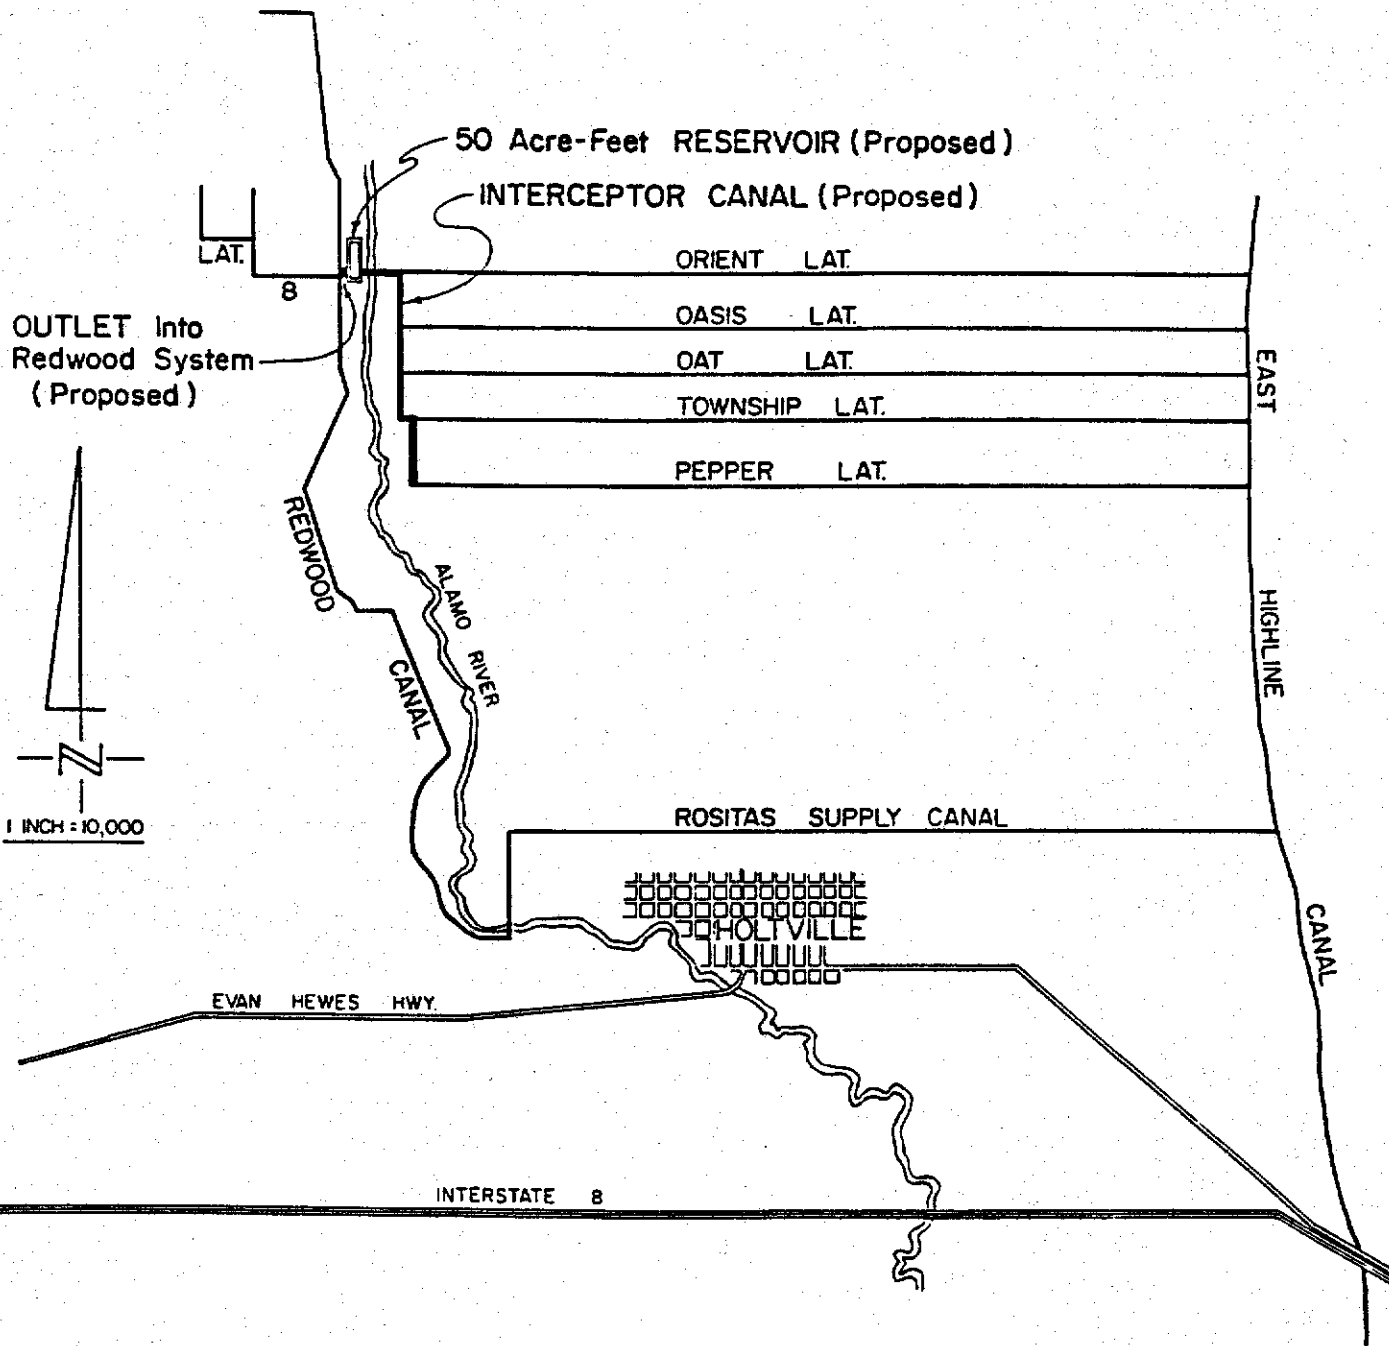 50 Acre-Feet RESERVOIR (Proposed)
INTERCEPTOR CANAL (Proposed)
LAT.
8
ORIENT LAT.
OUTLET Into
Redwood System
(Proposed)
OASIS LAT.
OAT LAT.
TOWNSHIP LAT.
PEPPER LAT.
EAST
HIGHLINE
CANAL
REDWOOD
CANAL
ALAMO RIVER
N
1 INCH = 10,000
ROSITAS SUPPLY CANAL
HOLTVILLE
EVAN HEWES HWY.
INTERSTATE 8